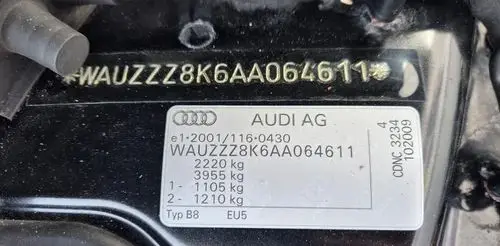 *WAUZZZ8K6AA064611*
AUDI AG
e1*2001/116*0430
WAUZZZ8K6AA064611
2220 kg
3955 kg
1- 1105 kg
2- 1210 kg
Typ B8 EU5
CDNC 3234 4
102009